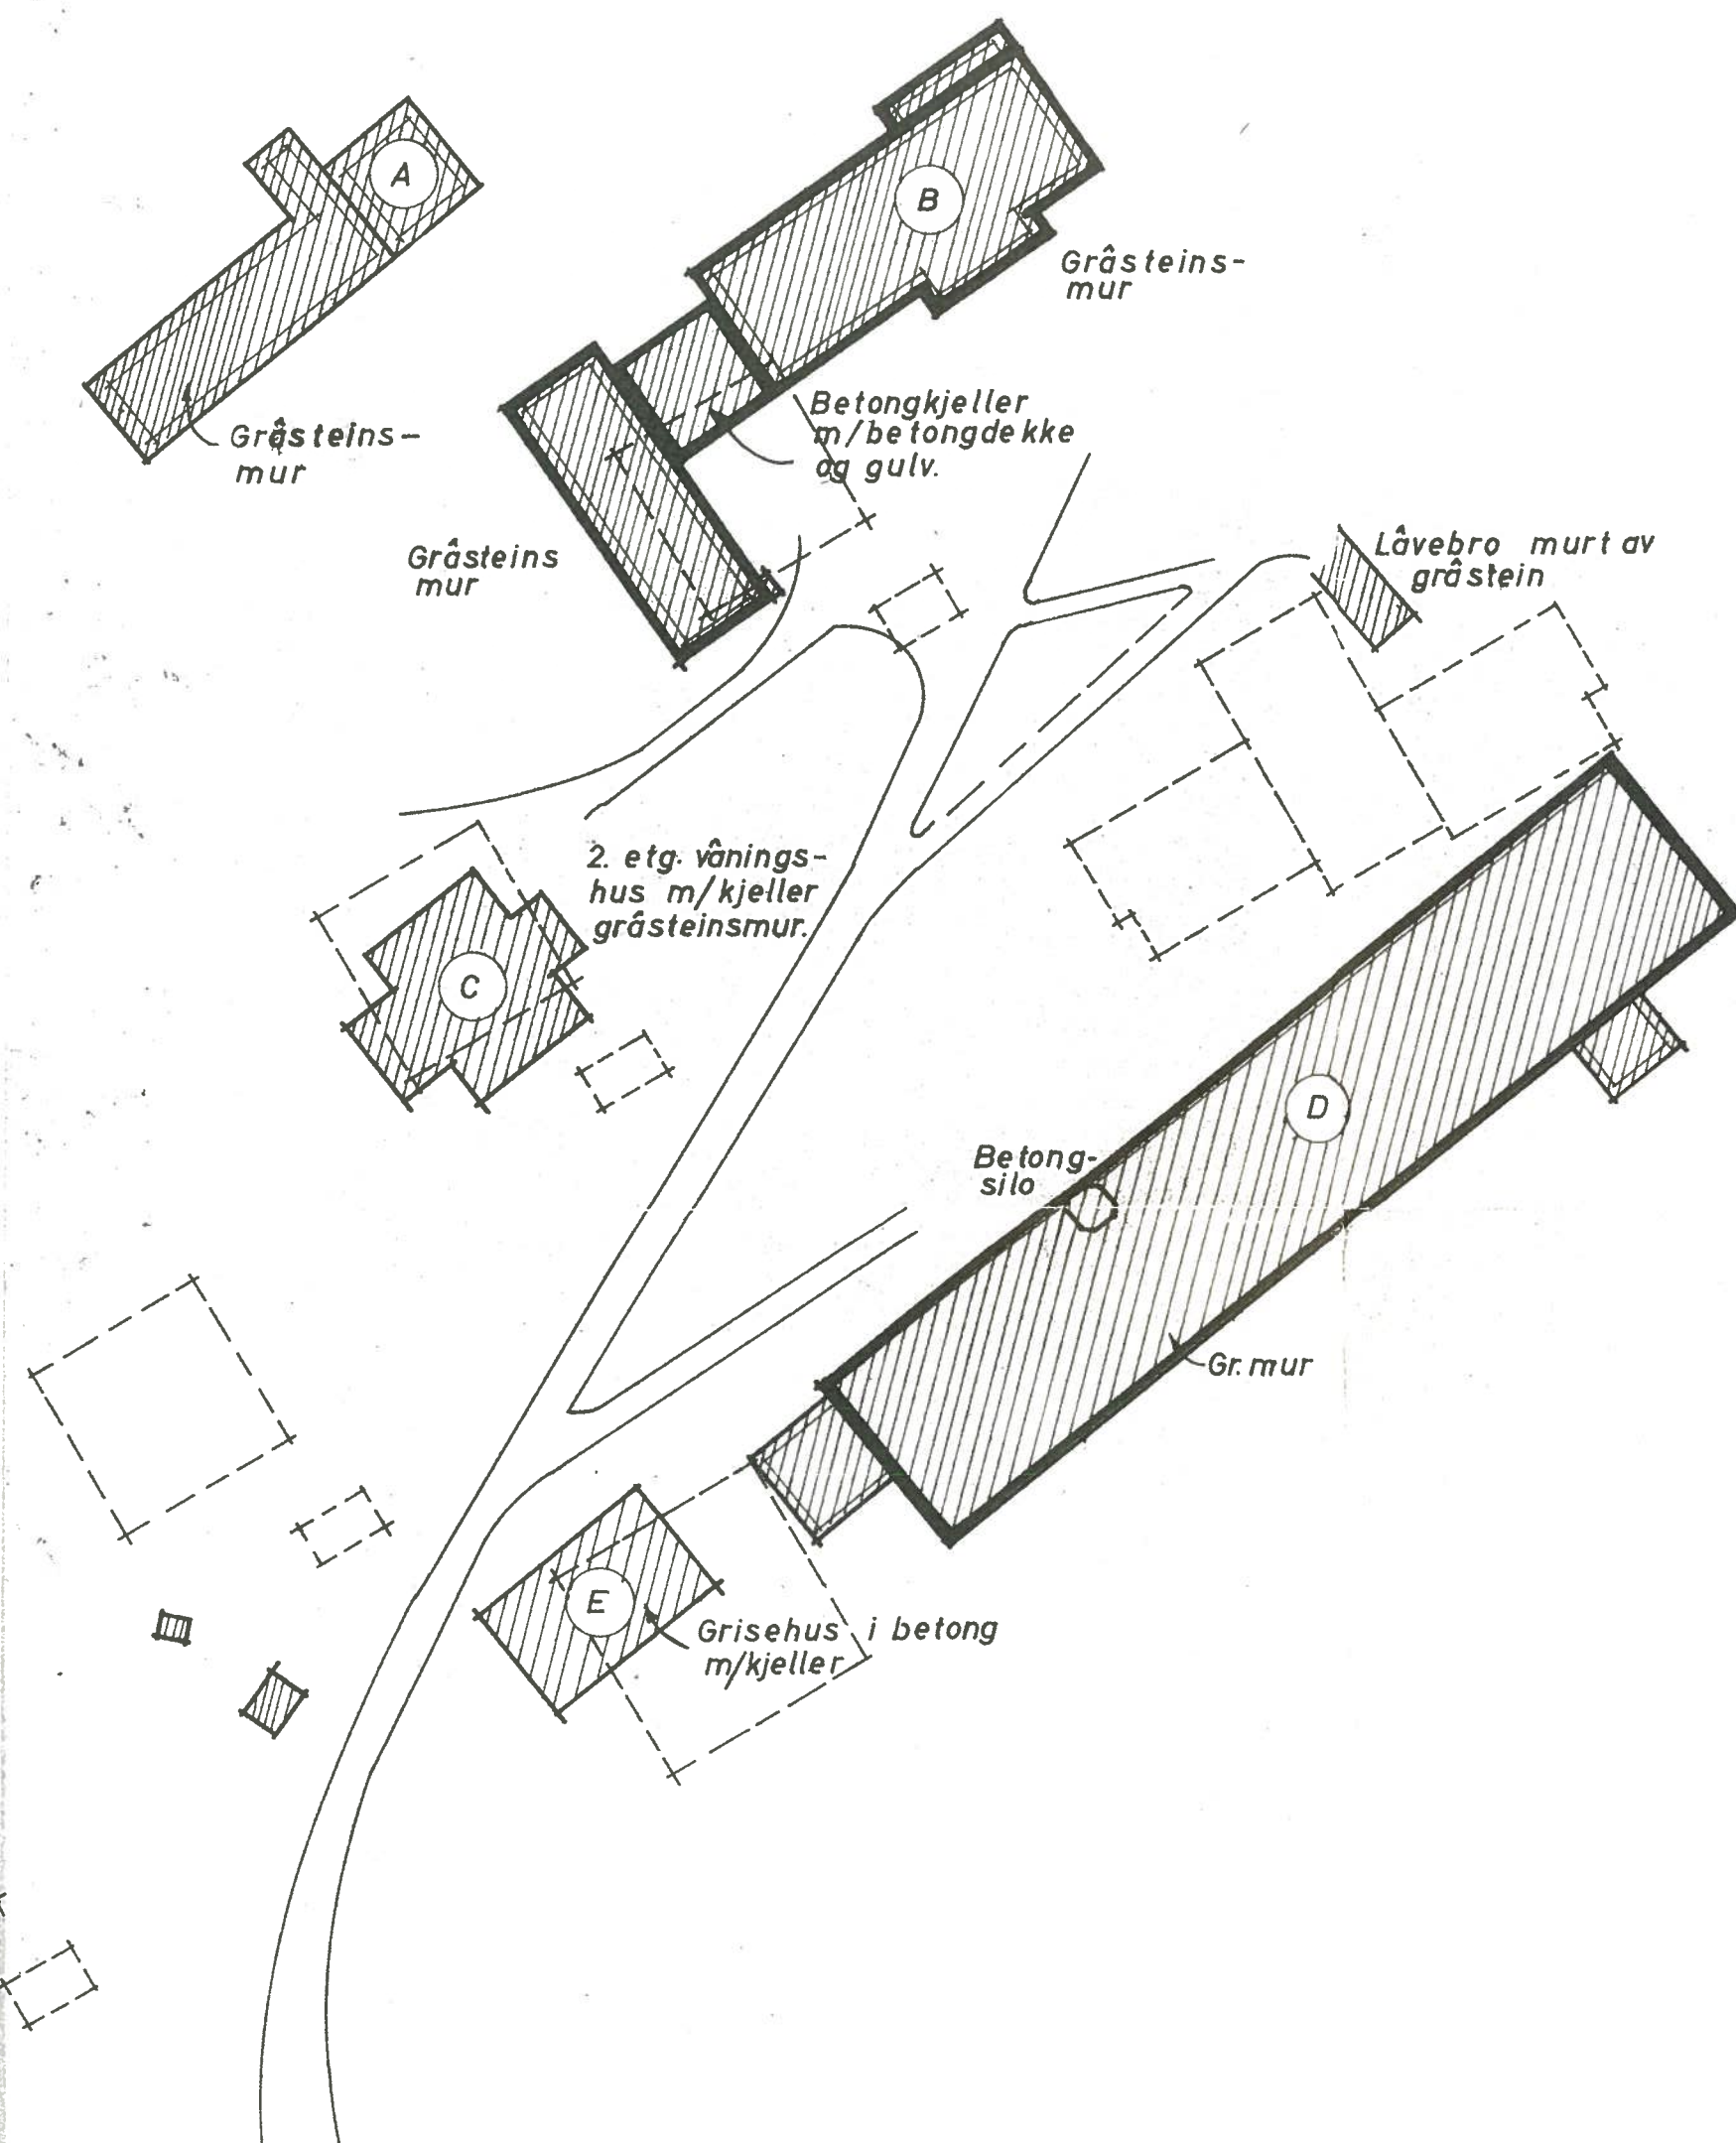 A
B
Gråsteins-
mur
Gråsteins-
mur
Betongkjeller
m/betongdekke
og gulv.
Gråsteins
mur
Låvebro murt av
gråstein
2. etg. vånings-
hus m/kjeller
gråsteinsmur.
C
D
Betong-
silo
Gr. mur
E
Grisehus i betong
m/kjeller